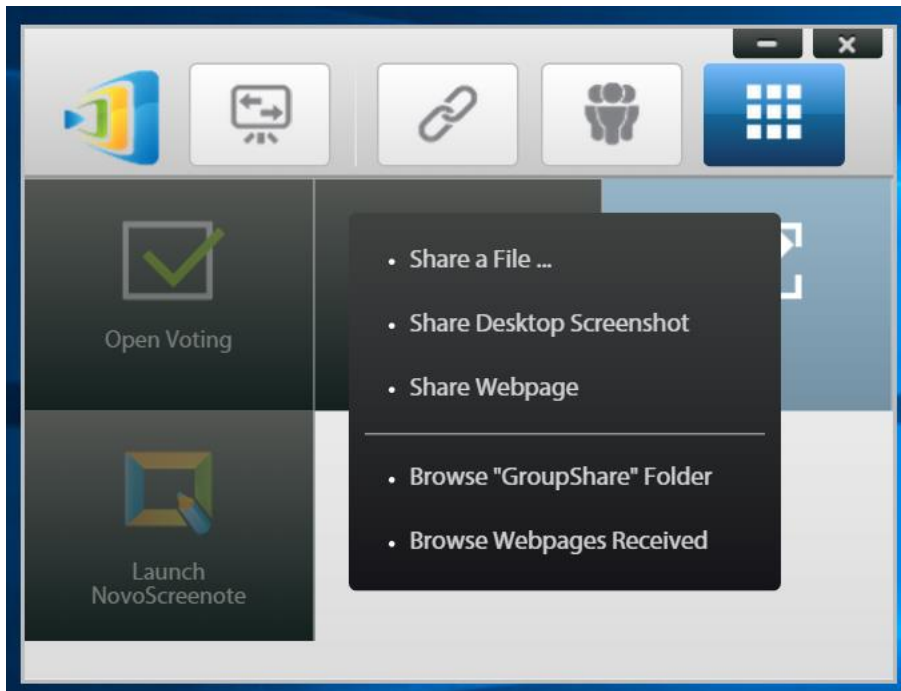 Open Voting
• Share a File ...
• Share Desktop Screenshot
• Share Webpage
• Browse "GroupShare" Folder
• Browse Webpages Received
Launch
NovoScreenote